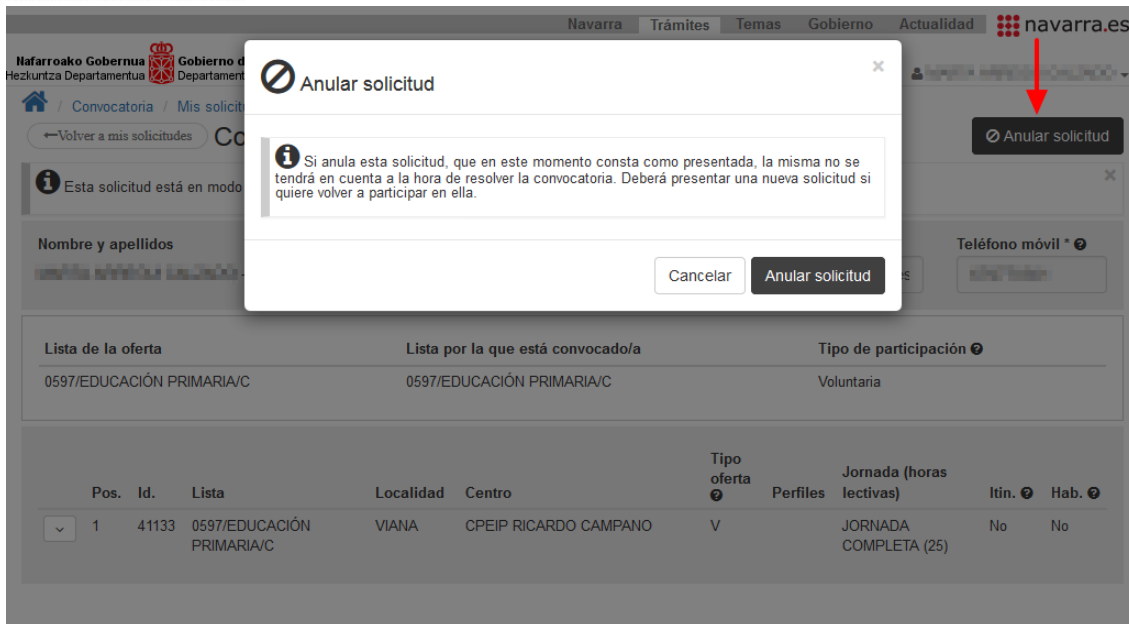 Navarra Trámites Temas Gobierno Actualidad navarra.es
Nafarroako Gobernua Gobierno d
Hezkuntza Departamentua Departament
/ Convocatoria / Mis solicit
Volver a mis solicitudes Co
Anular solicitud
Esta solicitud está en modo
×
Anular solicitud
×
Si anula esta solicitud, que en este momento consta como presentada, la misma no se
tendrá en cuenta a la hora de resolver la convocatoria. Deberá presentar una nueva solicitud si
quiere volver a participar en ella.
Cancelar Anular solicitud
Nombre y apellidos Teléfono móvil *
es
Lista de la oferta Lista por la que está convocado/a Tipo de participación
0597/EDUCACIÓN PRIMARIA/C 0597/EDUCACIÓN PRIMARIA/C Voluntaria
Pos. Id. Lista Localidad Centro Tipo oferta Perfiles Jornada (horas lectivas) Itin. Hab.
1 41133 0597/EDUCACIÓN VIANA CPEIP RICARDO CAMPANO V JORNADA No No
PRIMARIA/C COMPLETA (25)